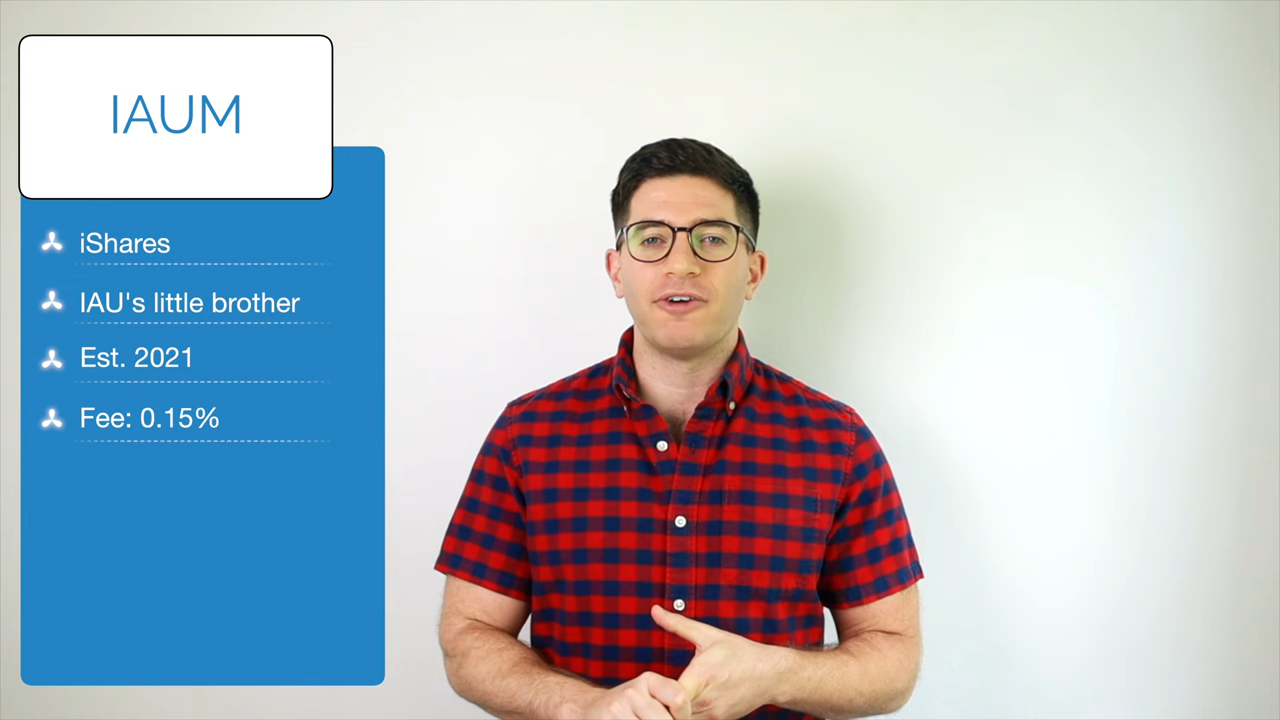 IAUM
iShares
IAU's little brother
Est. 2021
Fee: 0.15%